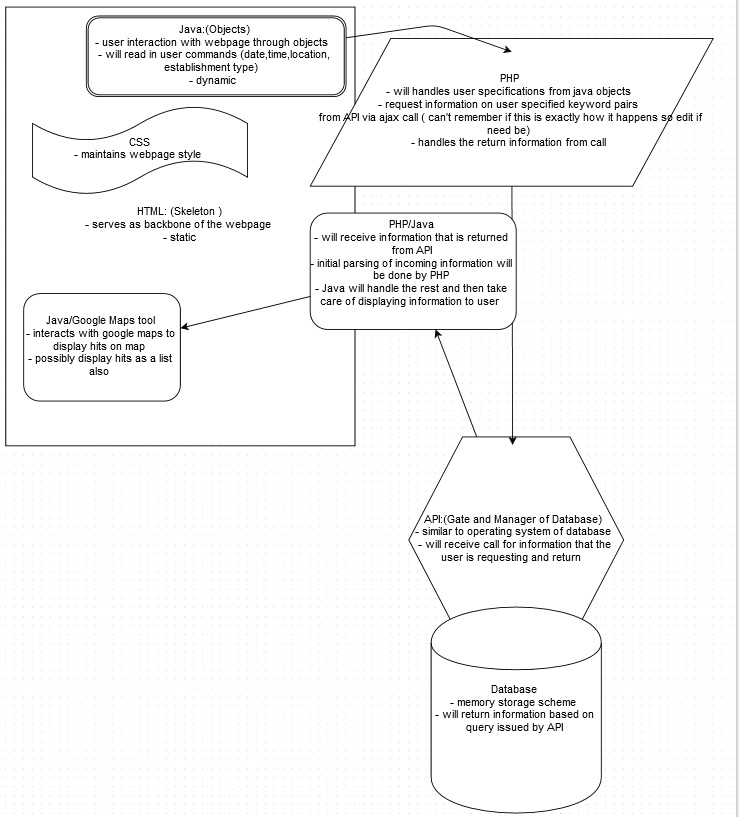 Java:(Objects)
- user interaction with webpage through objects
- will read in user commands (date,time,location,
establishment type)
- dynamic
PHP
- will handles user specifications from java objects
- request information on user specified keyword pairs
from API via ajax call ( can't remember if this is exactly how it happens so edit if
need be)
- handles the return information from call
CSS
- maintains webpage style
HTML: (Skeleton )
- serves as backbone of the webpage
- static
PHP/Java
- will receive information that is returned
from API
- initial parsing of incoming information will
be done by PHP
- Java will handle the rest and then take
care of displaying information to user
Java/Google Maps tool
- interacts with google maps to
display hits on map
- possibly display hits as a list
also
API:(Gate and Manager of Database)
- similar to operating system of database
- will receive call for information that the
user is requesting and return
Database
- memory storage scheme
- will return information based on
query issued by API